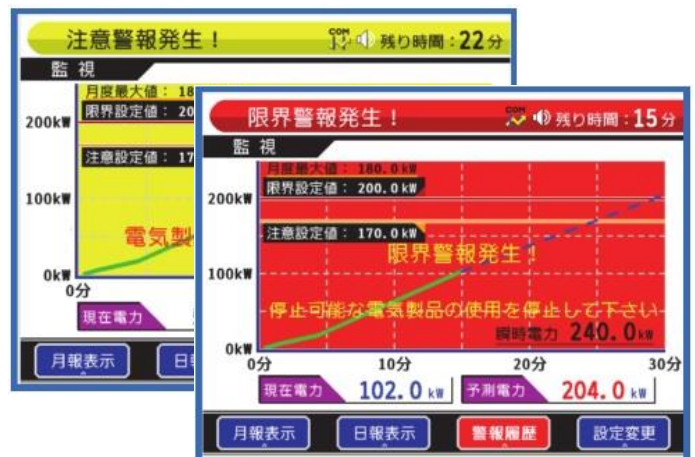 注意警報発生！
COM
残り時間：22分
監視
月度最大値： 18
限界設定値： 20
200kW
注意設定値： 17
100kW
電気製
0kW
0分
現在電力
月報表示
限界警報発生！
COM
残り時間：15分
監視
月度最大値： 180.0kW
限界設定値： 200.0kW
200kW
注意設定値： 170.0kW
限界警報発生！
100kW
停止可能な電気製品の使用を停止して下さい
瞬時電力 240.0kW
0kW
0分 10分 20分 30分
現在電力 102.0kW 予測電力 204.0kW
月報表示 日報表示 警報履歴 設定変更